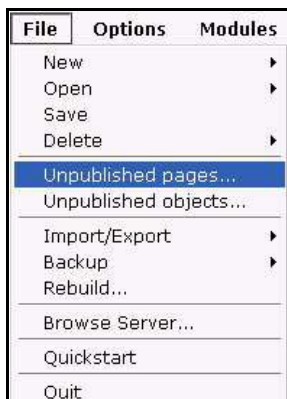 File Options Modules
New
Open
Save
Delete
Unpublished pages...
Unpublished objects...
Import/Export
Backup
Rebuild...
Browse Server...
Quickstart
Quit